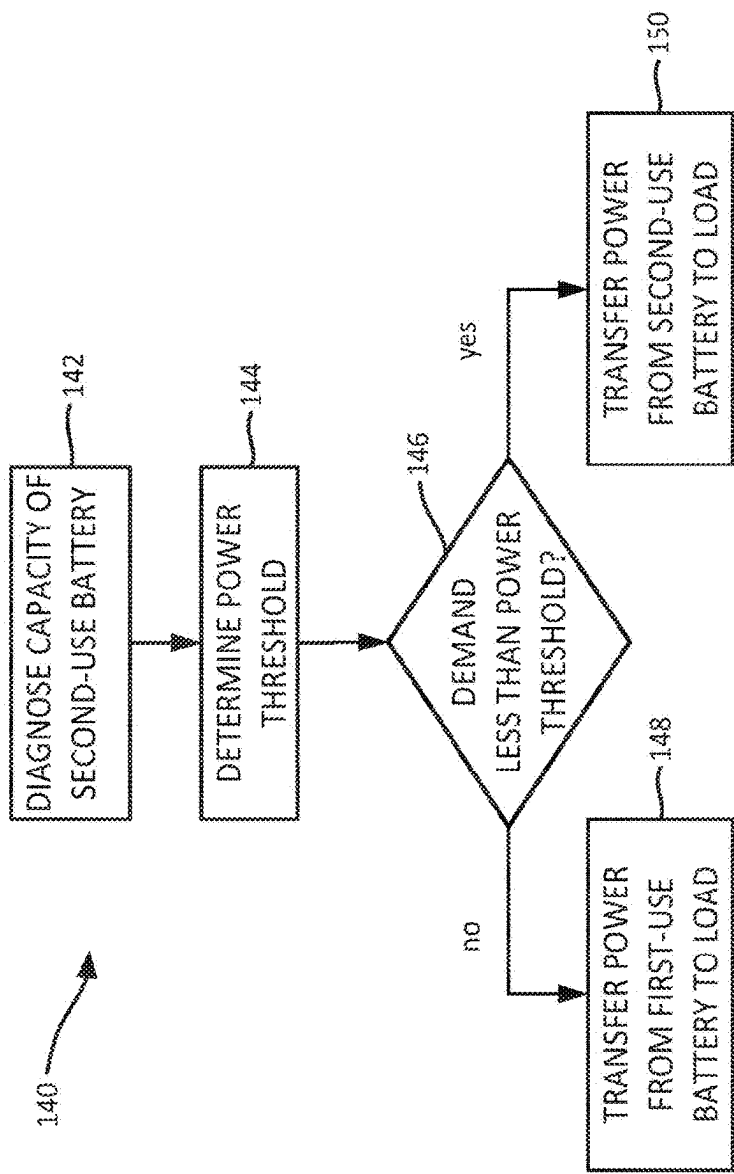 140
DIAGNOSE CAPACITY OF
SECOND-USE BATTERY
142
DETERMINE POWER
THRESHOLD
144
DEMAND
LESS THAN POWER
THRESHOLD?
146
no
yes
TRANSFER POWER
FROM FIRST-USE
BATTERY TO LOAD
148
TRANSFER POWER
FROM SECOND-USE
BATTERY TO LOAD
150